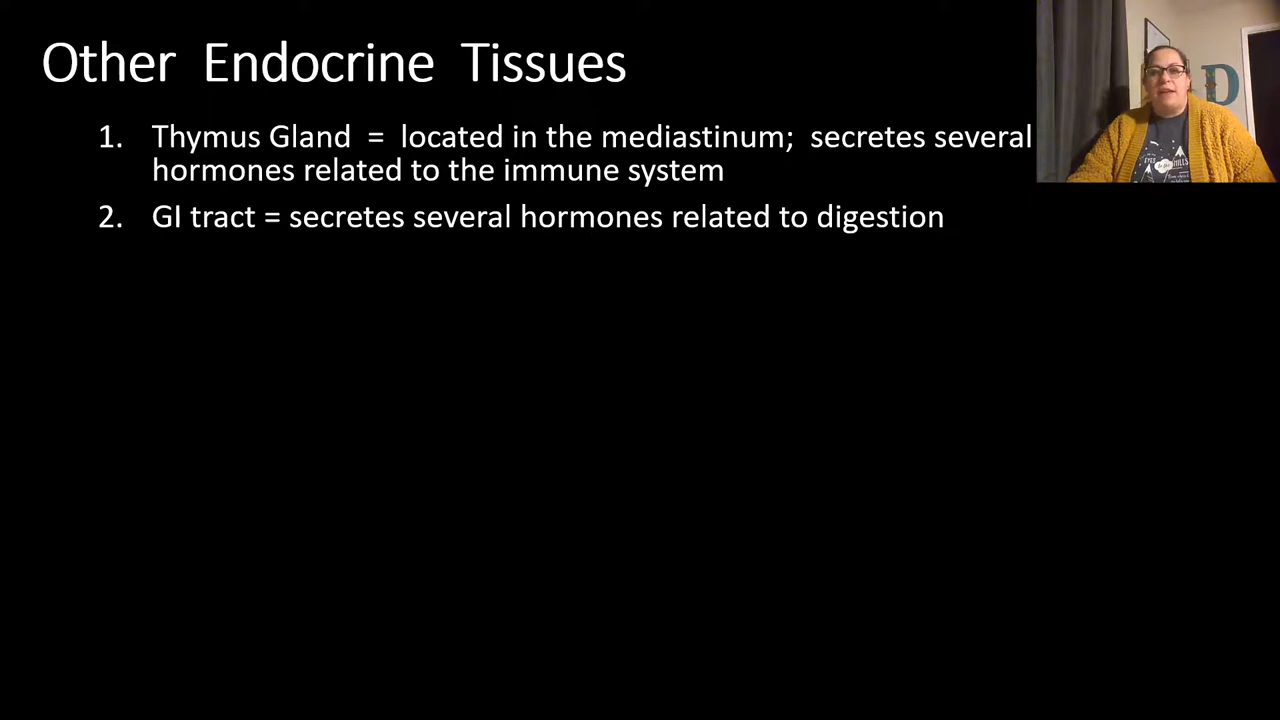 Other Endocrine Tissues
1. Thymus Gland = located in the mediastinum; secretes several
hormones related to the immune system
2. GI tract = secretes several hormones related to digestion
D